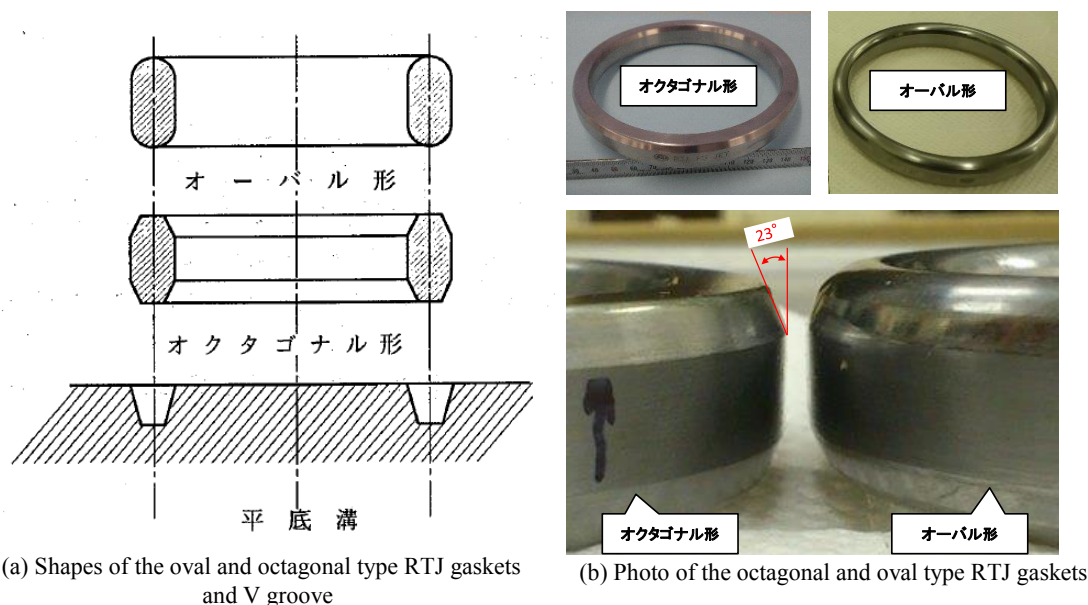 オーバル形
オクタゴナル形
平底溝
(a) Shapes of the oval and octagonal type RTJ gaskets
and V groove
オクタゴナル形
オーバル形
23°
オクタゴナル形
オーバル形
(b) Photo of the octagonal and oval type RTJ gaskets